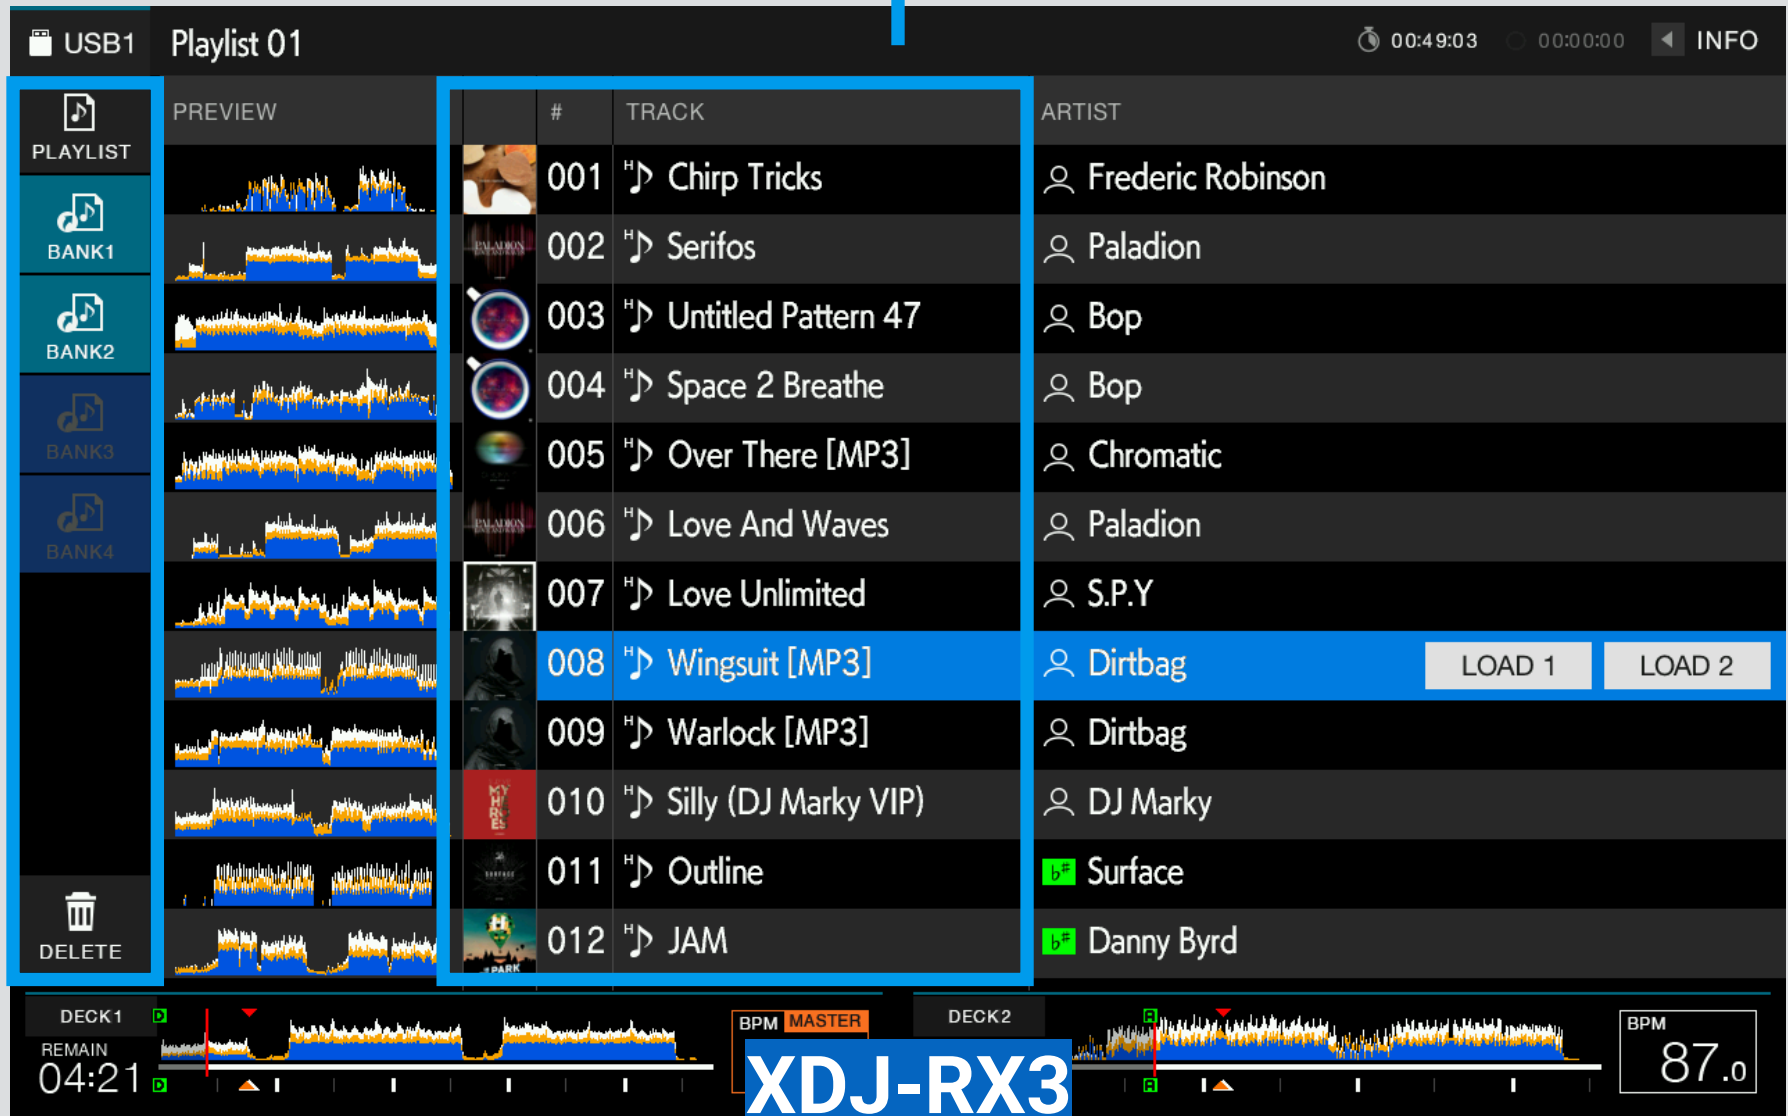 USB1 Playlist 01 00:49:03 00:00:00 INFO
PLAYLIST
BANK1
BANK2
BANK3
BANK4
DELETE
PREVIEW # TRACK ARTIST
001 Chirp Tricks Frederic Robinson
002 Serifos Paladion
003 Untitled Pattern 47 Bop
004 Space 2 Breathe Bop
005 Over There [MP3] Chromatic
006 Love And Waves Paladion
007 Love Unlimited S.P.Y
008 Wingsuit [MP3] Dirtbag LOAD 1 LOAD 2
009 Warlock [MP3] Dirtbag
010 Silly (DJ Marky VIP) DJ Marky
011 Outline Surface
012 JAM Danny Byrd
DECK1
REMAIN
04:21
BPM MASTER
DECK2
BPM
87.0
XDJ-RX3